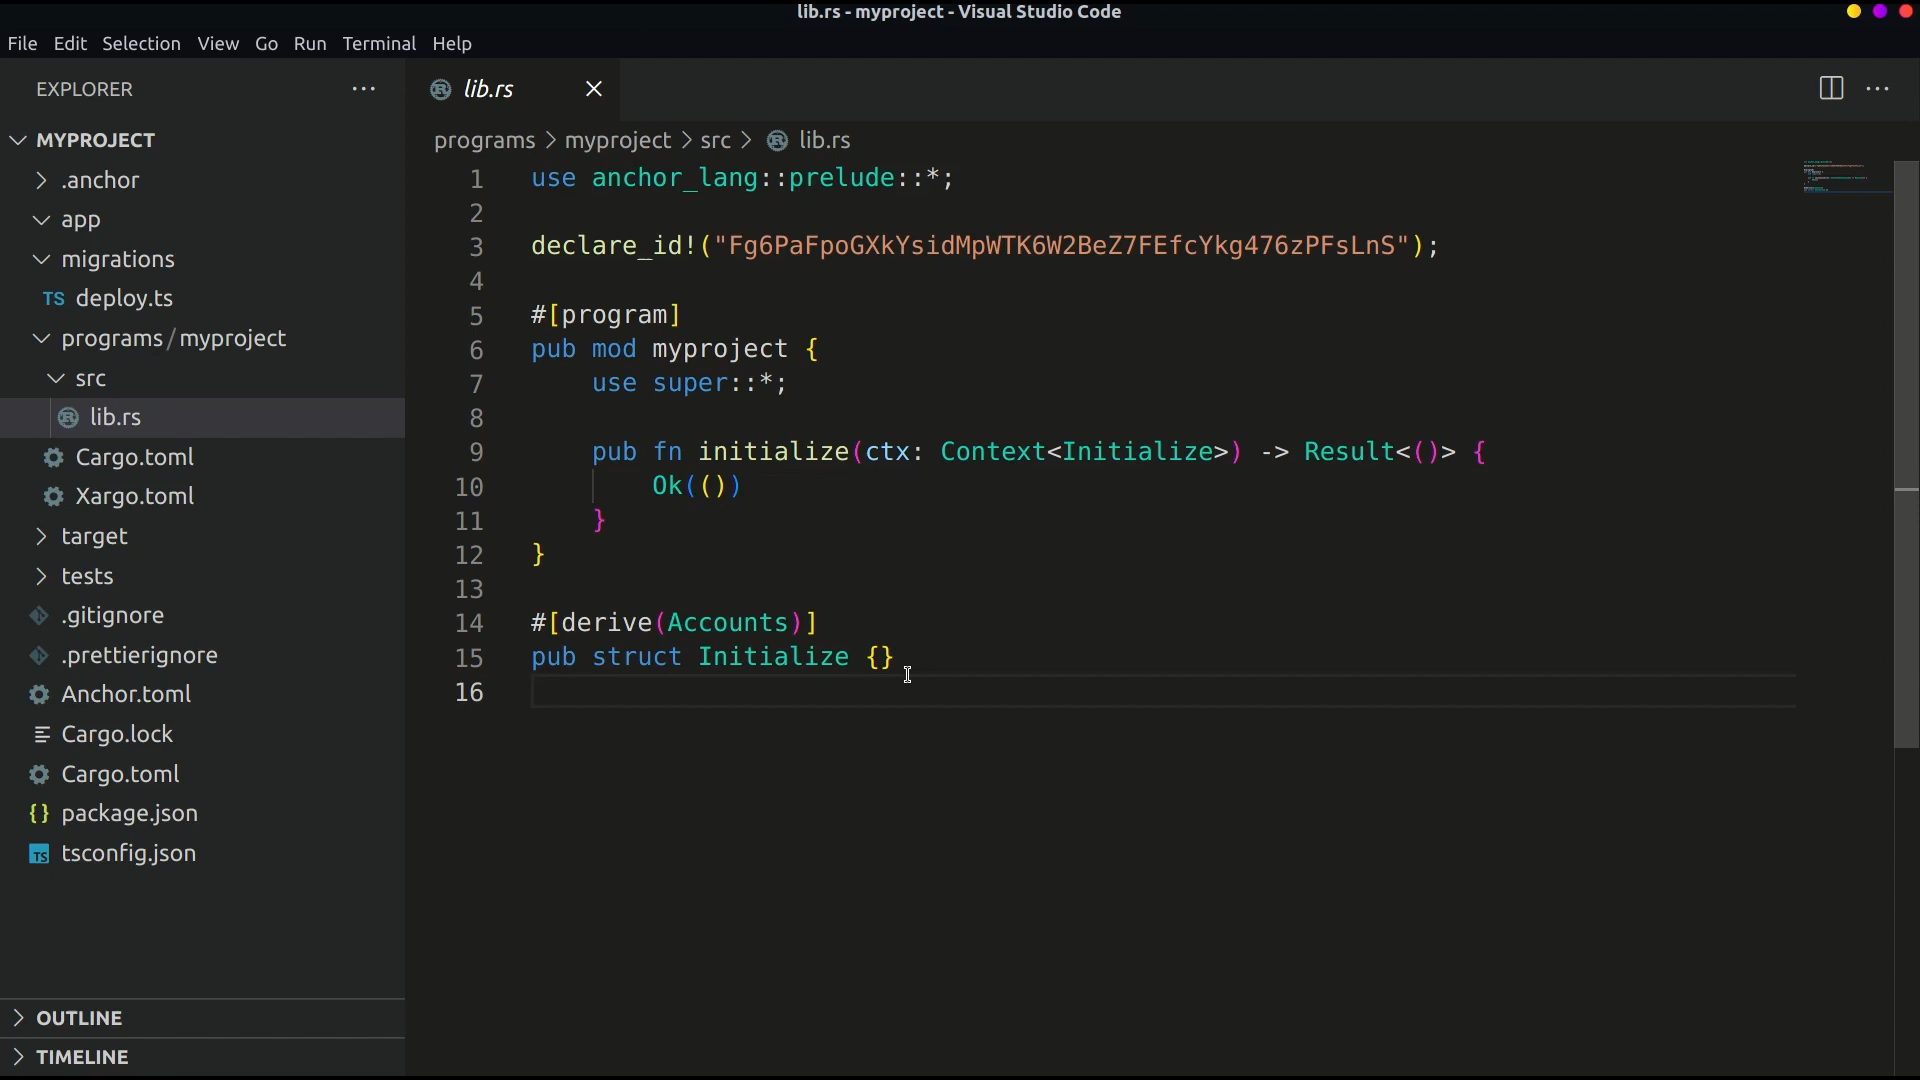 lib.rs - myproject - Visual Studio Code
File Edit Selection View Go Run Terminal Help
EXPLORER
MYPROJECT
.anchor
app
migrations
TS deploy.ts
programs/myproject
src
lib.rs
Cargo.toml
Xargo.toml
target
tests
.gitignore
.prettierignore
Anchor.toml
Cargo.lock
Cargo.toml
{} package.json
TS tsconfig.json
OUTLINE
TIMELINE
lib.rs
programs > myproject > src > lib.rs
1 use anchor_lang::prelude::*;
2
3 declare_id!("Fg6PaFpoGXkYsidMpWTK6W2BeZ7FEfcYkg476zPFsLnS");
4
5 #[program]
6 pub mod myproject {
7     use super::*;
8
9     pub fn initialize(ctx: Context<Initialize>) -> Result<()> {
10         Ok(())
11     }
12 }
13
14 #[derive(Accounts)]
15 pub struct Initialize {}
16